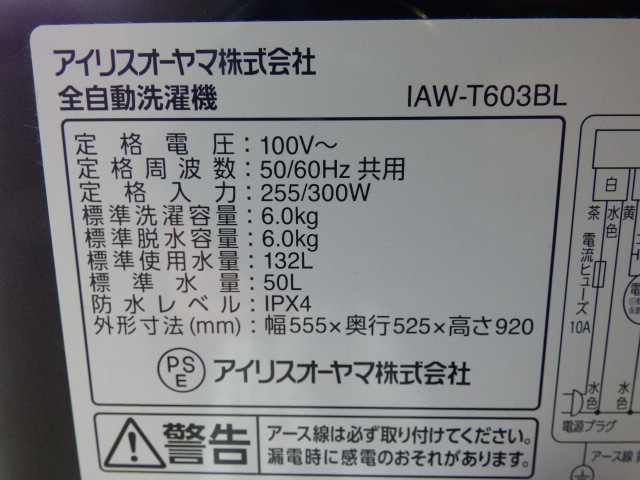 アイリスオーヤマ株式会社
全自動洗濯機 IAW-T603BL
定格電圧:100V～
定格周波数:50/60Hz 共用
定格入力:255/300W
標準洗濯容量:6.0kg
標準脱水容量:6.0kg
標準使用水量:132L
標準水量:50L
防水レベル:IPX4
外形寸法(mm):幅555×奥行525×高さ920
PSE アイリスオーヤマ株式会社
警告
アース線は必ず取り付けてください。
漏電時に感電のおそれがあります。
白
茶
水色
黄
電流ヒューズ
10A
水色
水色
電源プラグ
アース線